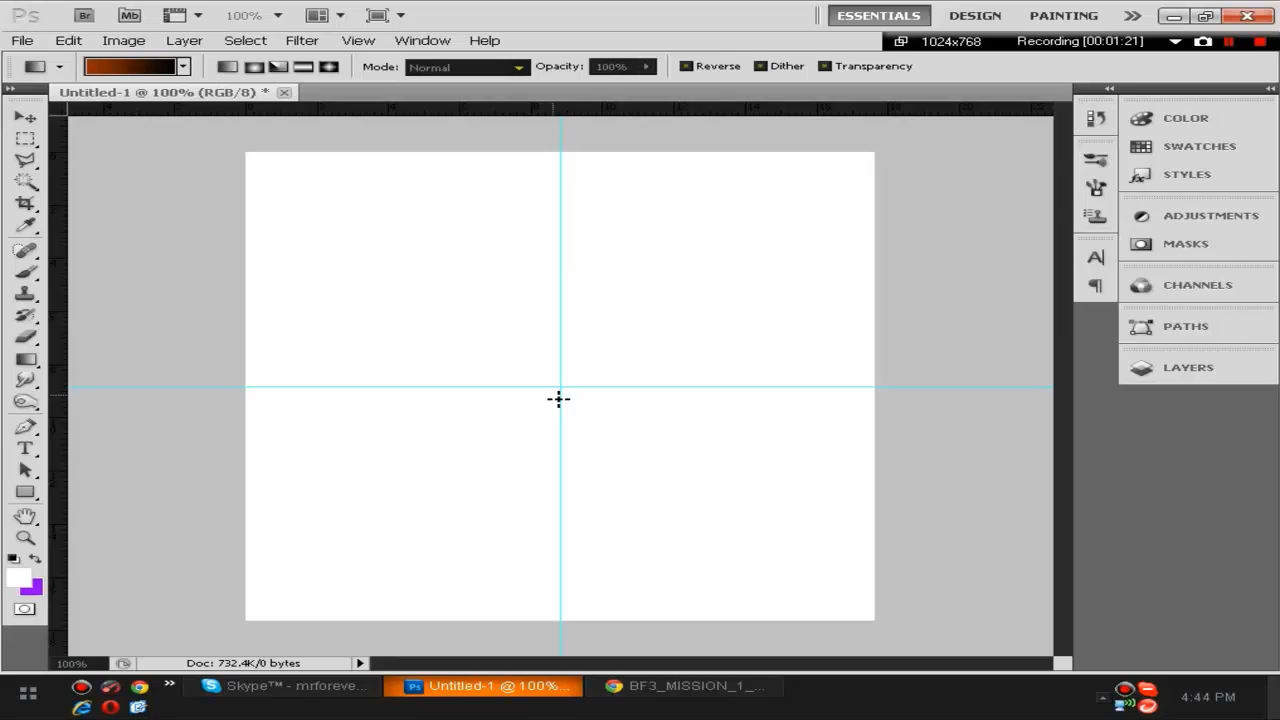 Ps Br Mb 100% ESSENTIALS DESIGN PAINTING >>
File Edit Image Layer Select Filter View Window Help
1024x768 Recording [00:01:21]
Mode: Normal Opacity: 100% Reverse Dither Transparency
Untitled-1 @ 100% (RGB/8) *
COLOR
SWATCHES
STYLES
ADJUSTMENTS
MASKS
CHANNELS
PATHS
LAYERS
100% Doc: 732.4K/0 bytes
Skype™ - mrforeve...
Ps Untitled-1 @ 100%...
BF3_MISSION_1_...
4:44 PM